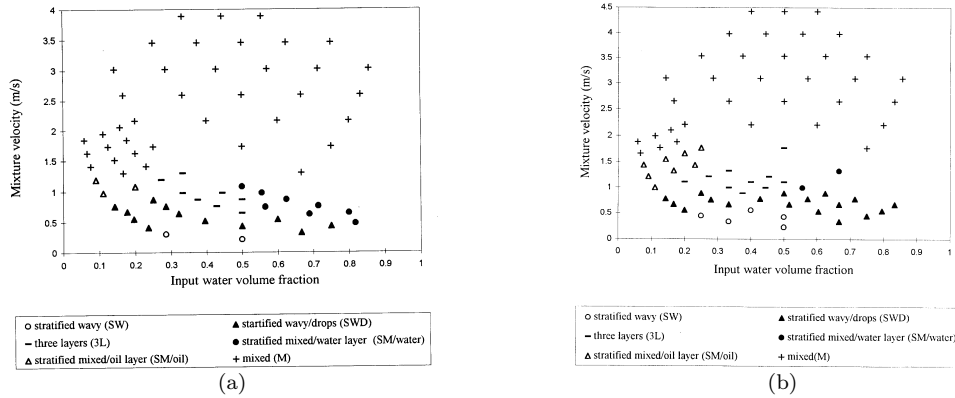 4
3.5
3
2.5
2
1.5
1
0.5
0
Mixture velocity (m/s)
0 0.1 0.2 0.3 0.4 0.5 0.6 0.7 0.8 0.9 1
Input water volume fraction
stratified wavy (SW)
startified wavy/drops (SWD)
three layers (3L)
stratified mixed/water layer (SM/water)
stratified mixed/oil layer (SM/oil)
mixed (M)
(a)
4.5
4
3.5
3
2.5
2
1.5
1
0.5
0
Mixture velocity (m/s)
0 0.1 0.2 0.3 0.4 0.5 0.6 0.7 0.8 0.9 1
Input water volume fraction
stratified wavy (SW)
stratified wavy/drops (SWD)
three layers (3L)
stratified mixed/water layer (SM/water)
stratified mixed/oil layer (SM/oil)
mixed(M)
(b)